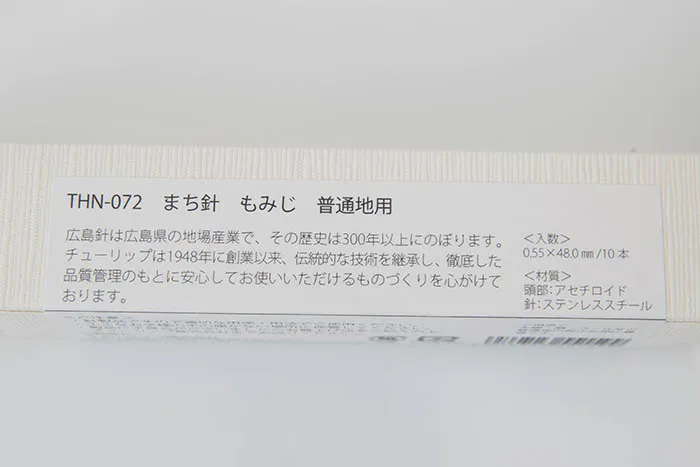 THN-072 まち針 もみじ 普通地用
広島針は広島県の地場産業で、その歴史は300年以上にのぼります。
チューリップは1948年に創業以来、伝統的な技術を継承し、徹底した
品質管理のもとに安心してお使いいただけるものづくりを心がけて
おります。
＜入数＞
0.55×48.0㎜/10本
＜材質＞
頭部：アセチロイド
針：ステンレススチール